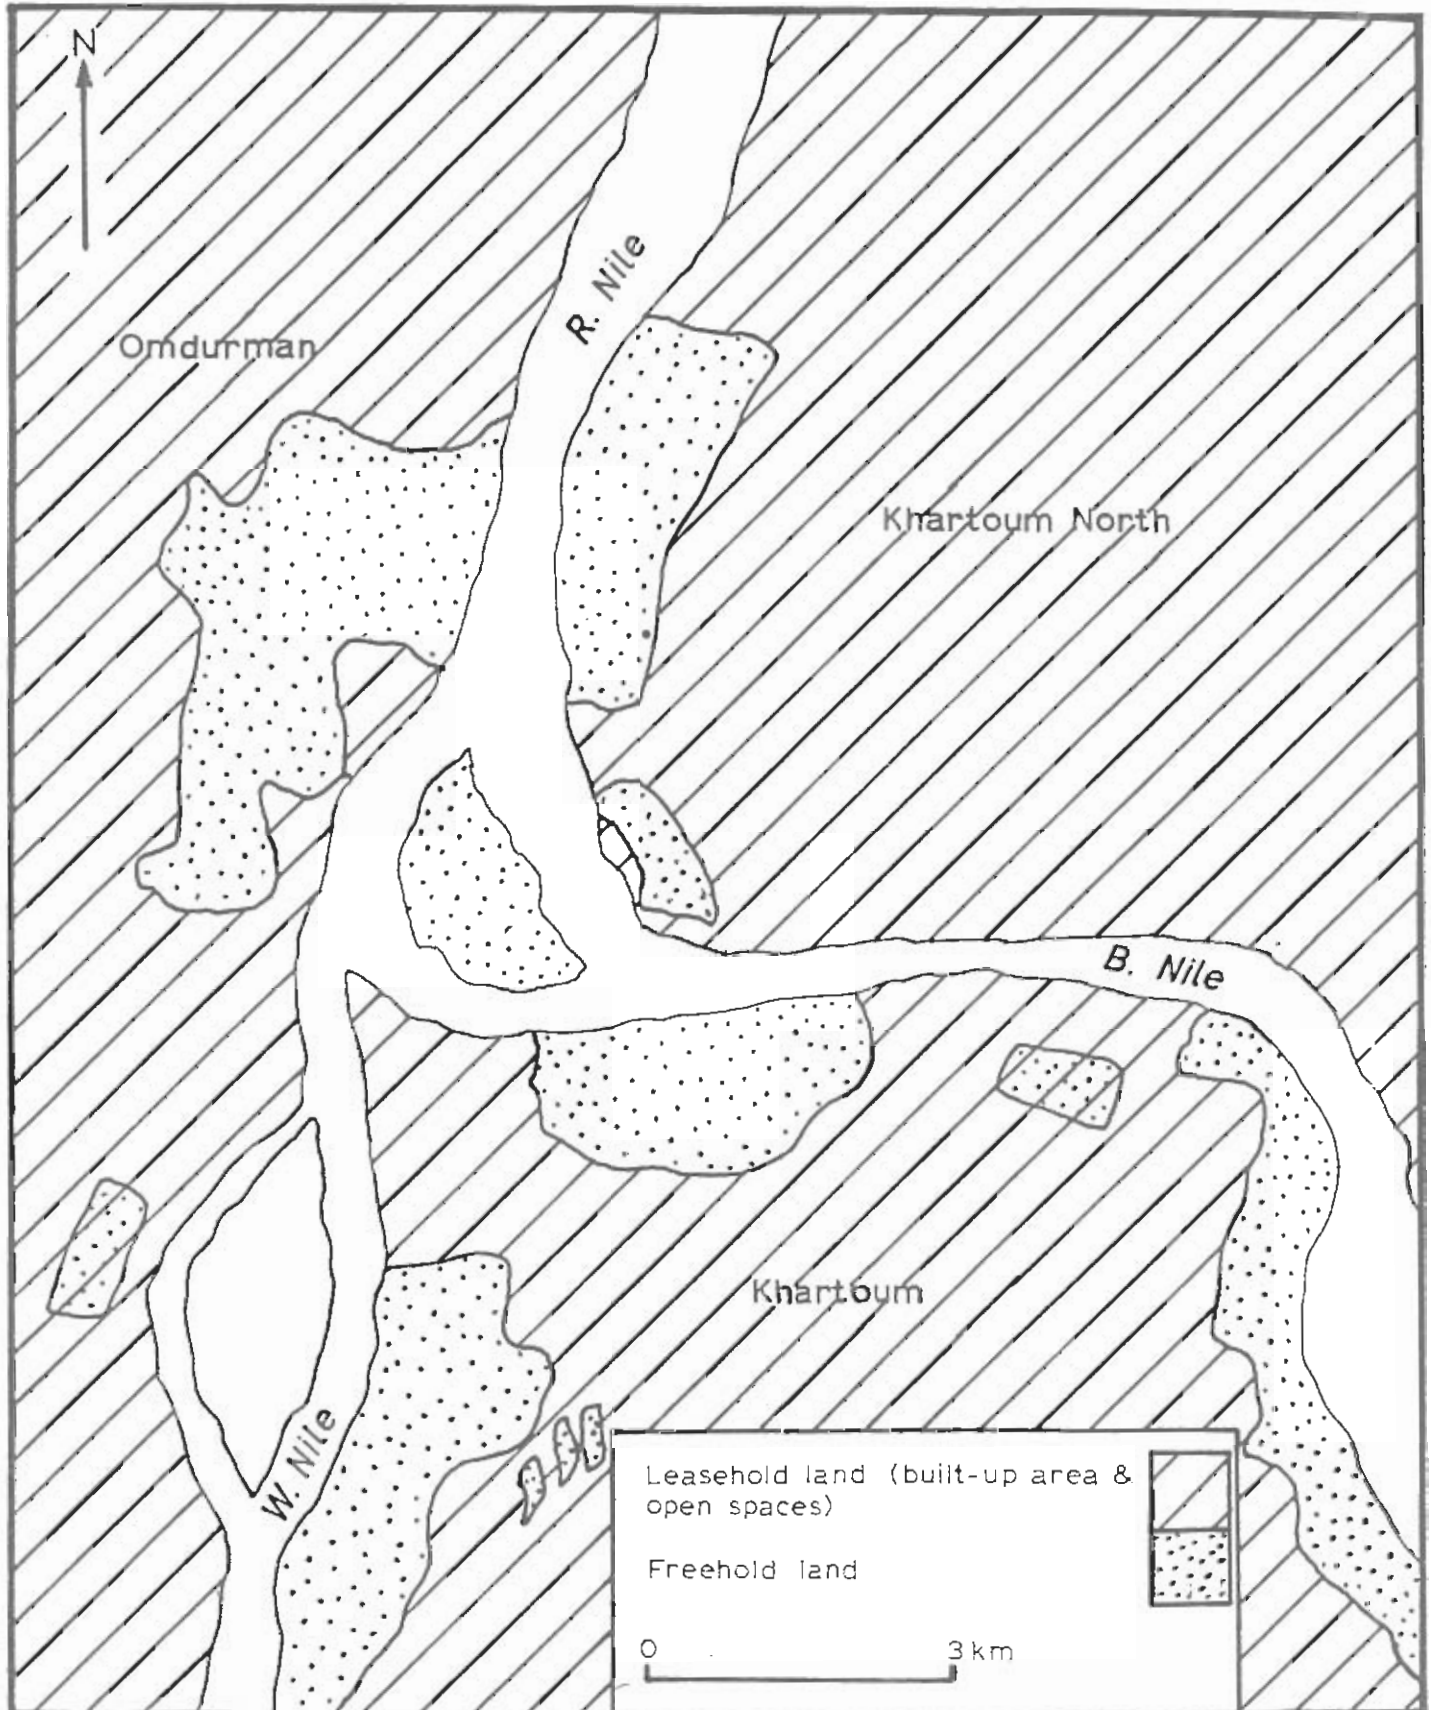 N
R. Nile
Omdurman
Khartoum North
B. Nile
Khartoum
W. Nile
Leasehold land (built-up area &
open spaces)
Freehold land
0 3 km